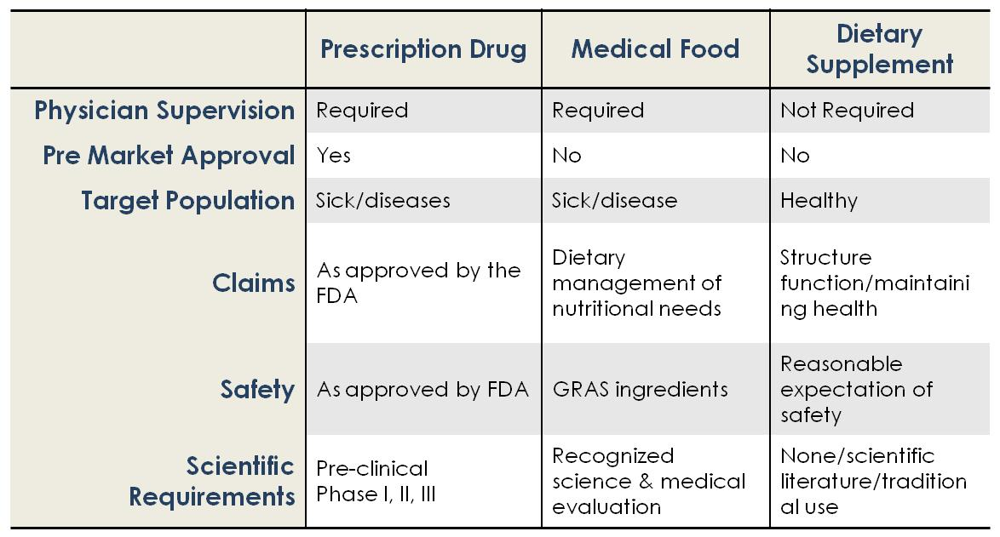 Prescription Drug
Medical Food
Dietary
Supplement
Physician Supervision
Required
Required
Not Required
Pre Market Approval
Yes
No
No
Target Population
Sick/diseases
Sick/disease
Healthy
Claims
As approved by the
FDA
Dietary
management of
nutritional needs
Structure
function/maintaini
ng health
Safety
As approved by FDA
GRAS ingredients
Reasonable
expectation of
safety
Scientific
Requirements
Pre-clinical
Phase I, II, III
Recognized
science & medical
evaluation
None/scientific
literature/tradition
al use